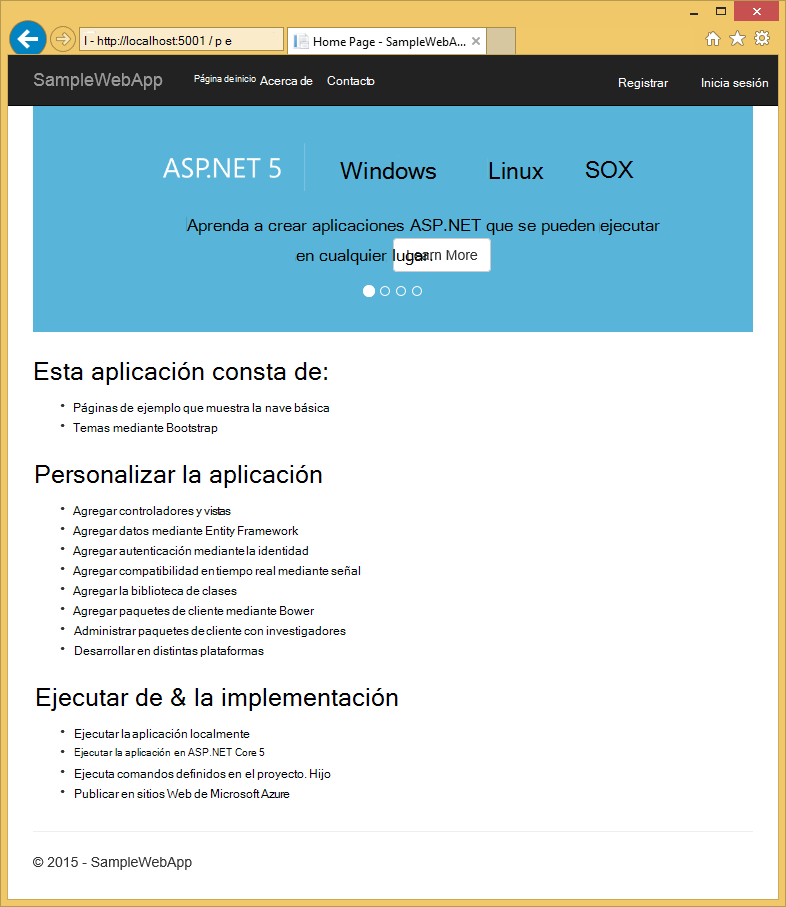 l - http://localhost:5001 / p e
Home Page - SampleWebA...
SampleWebApp Página de inicio Acerca de Contacto Registrar Inicia sesión
ASP.NET 5 Windows Linux SOX
Aprenda a crear aplicaciones ASP.NET que se pueden ejecutar
en cualquier lugar.
Learn More
Esta aplicación consta de:
Páginas de ejemplo que muestra la nave básica
Temas mediante Bootstrap
Personalizar la aplicación
Agregar controladores y vistas
Agregar datos mediante Entity Framework
Agregar autenticación mediante la identidad
Agregar compatibilidad en tiempo real mediante señal
Agregar la biblioteca de clases
Agregar paquetes de cliente mediante Bower
Administrar paquetes de cliente con investigadores
Desarrollar en distintas plataformas
Ejecutar de & la implementación
Ejecutar la aplicación localmente
Ejecutar la aplicación en ASP.NET Core 5
Ejecuta comandos definidos en el proyecto. Hijo
Publicar en sitios Web de Microsoft Azure
© 2015 - SampleWebApp